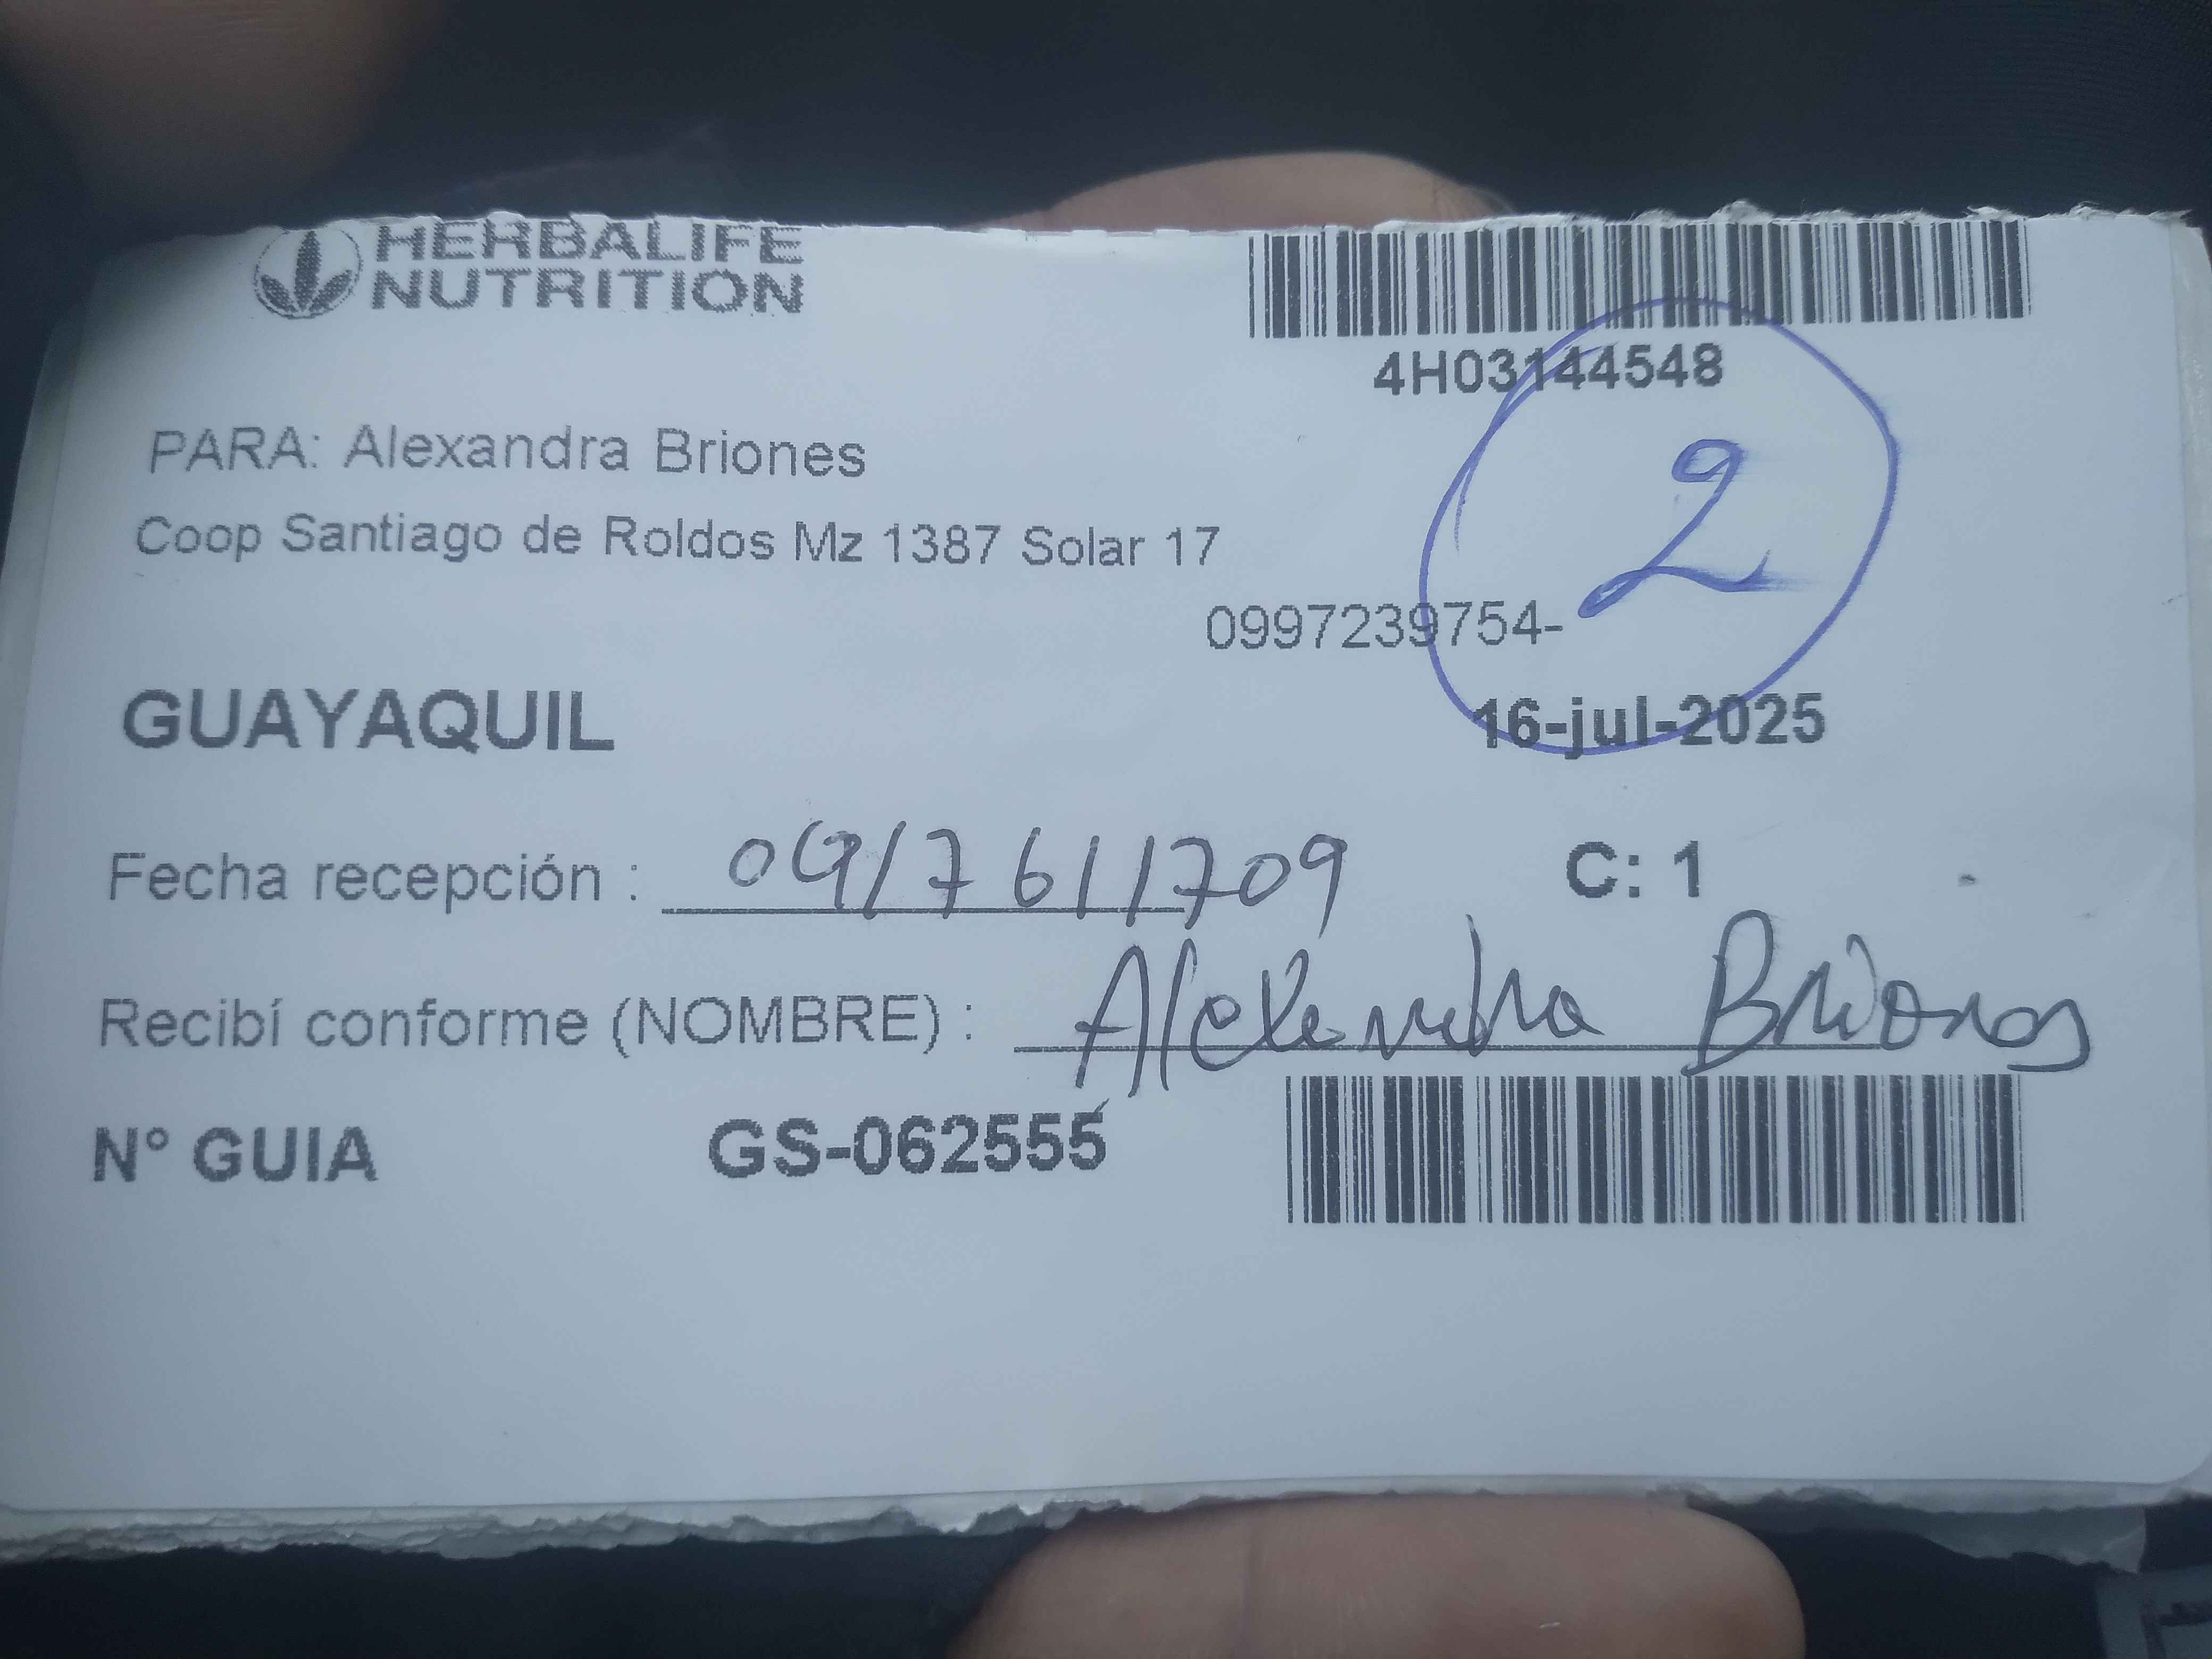 HERBALIFE
NUTRITION
4H03144548
2
PARA: Alexandra Briones
Coop Santiago de Roldos Mz 1387 Solar 17
0997239754-
GUAYAQUIL
16-jul-2025
Fecha recepción : 0917611709
C: 1
Recibí conforme (NOMBRE) : Alexandra Briones
N° GUIA GS-062555